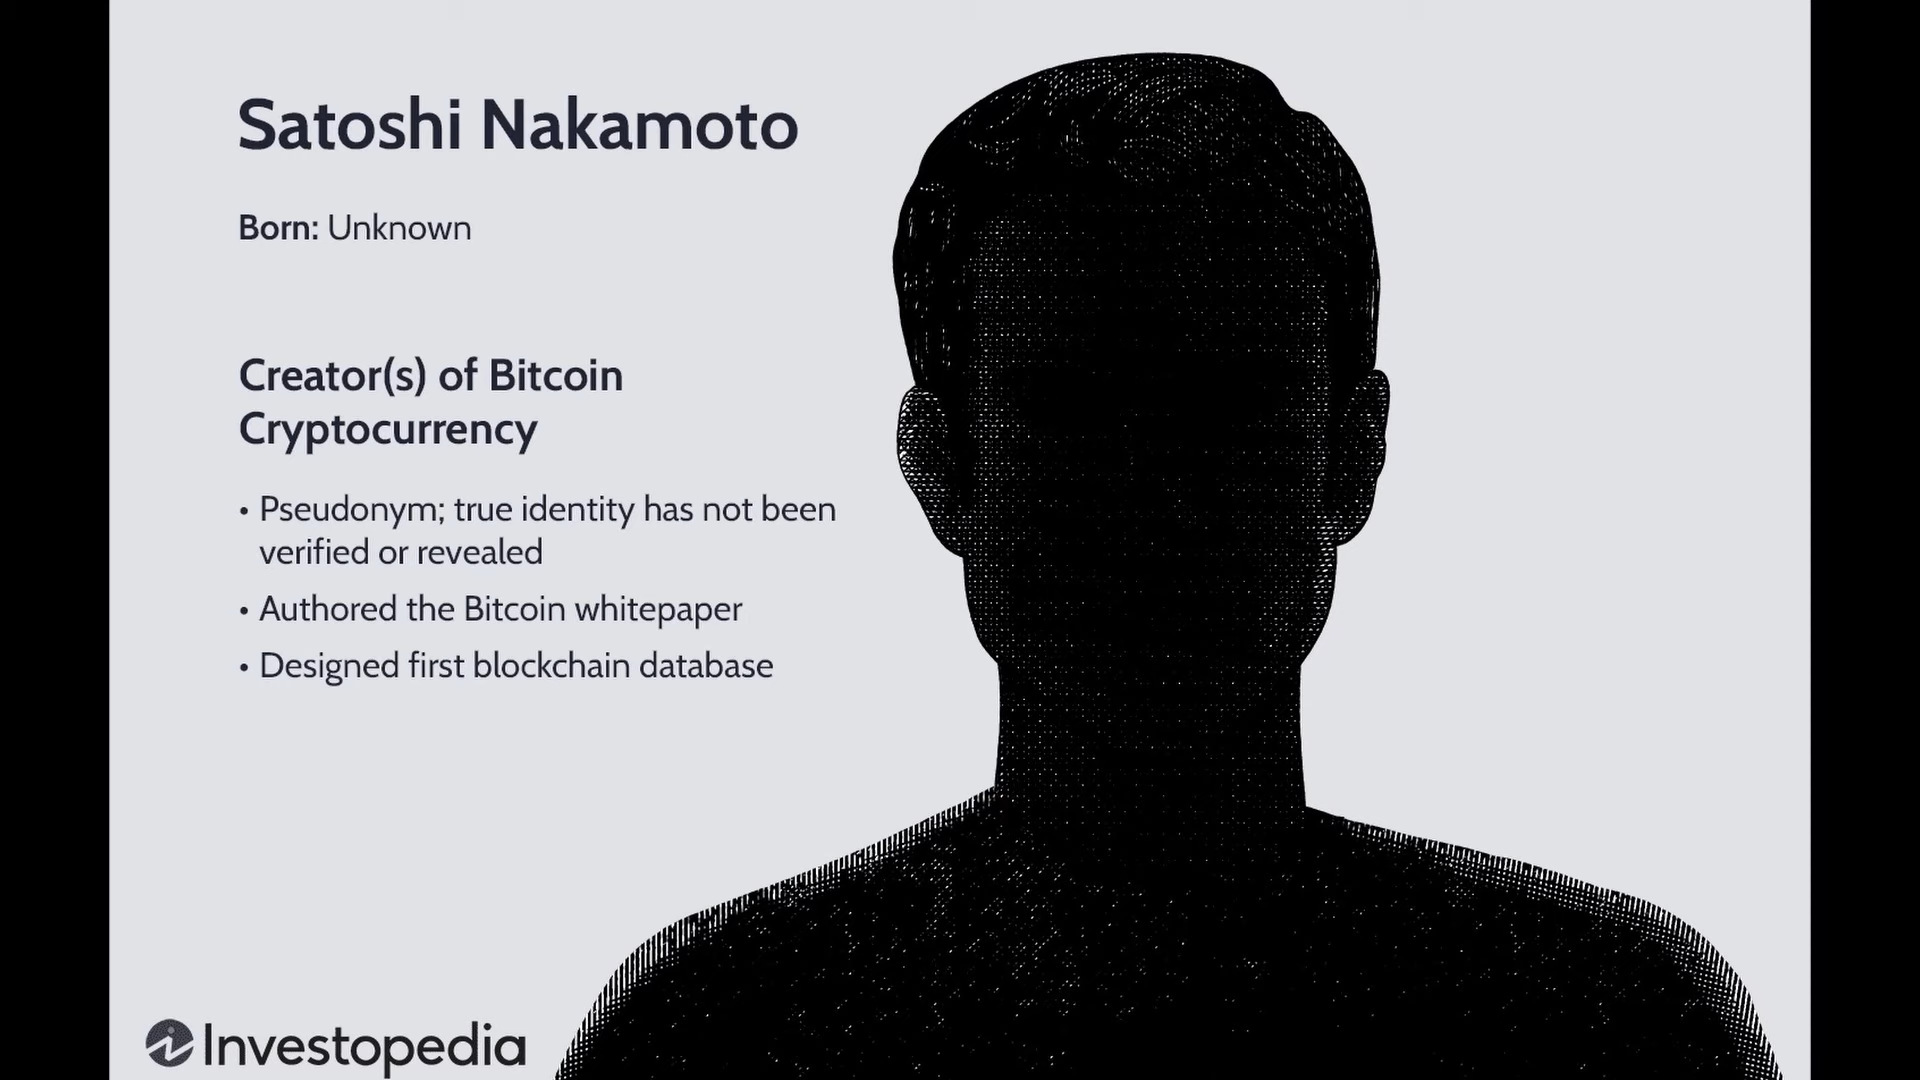 Satoshi Nakamoto
Born: Unknown
Creator(s) of Bitcoin
Cryptocurrency
• Pseudonym; true identity has not been
verified or revealed
• Authored the Bitcoin whitepaper
• Designed first blockchain database
Investopedia